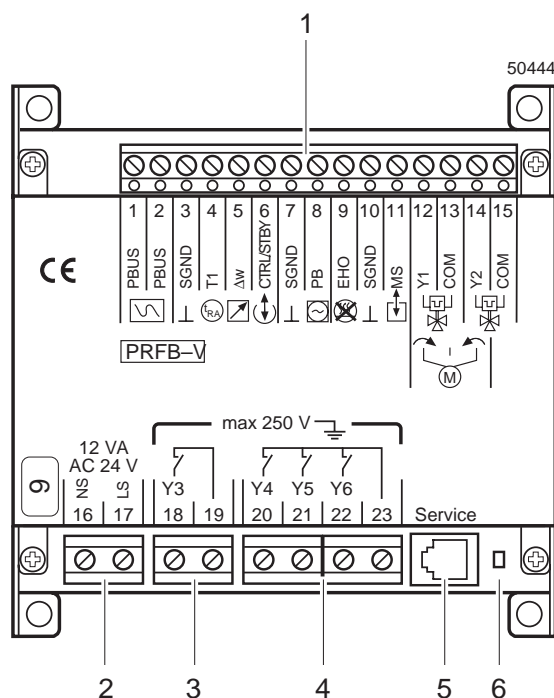 1
50444
1 2 3 4 5 6 7 8 9 10 11 12 13 14 15
PBUS
PBUS
SGND
T1
Δw
CTRL/STBY
SGND
PB
EHO
SGND
MS
Y1
COM
Y2
COM
CE
tRA
PRFB–V
M
max 250 V
12 VA
AC 24 V
9
NS
LS
Y3
Y4 Y5 Y6
16 17 18 19 20 21 22 23 Service
2 3 4 5 6